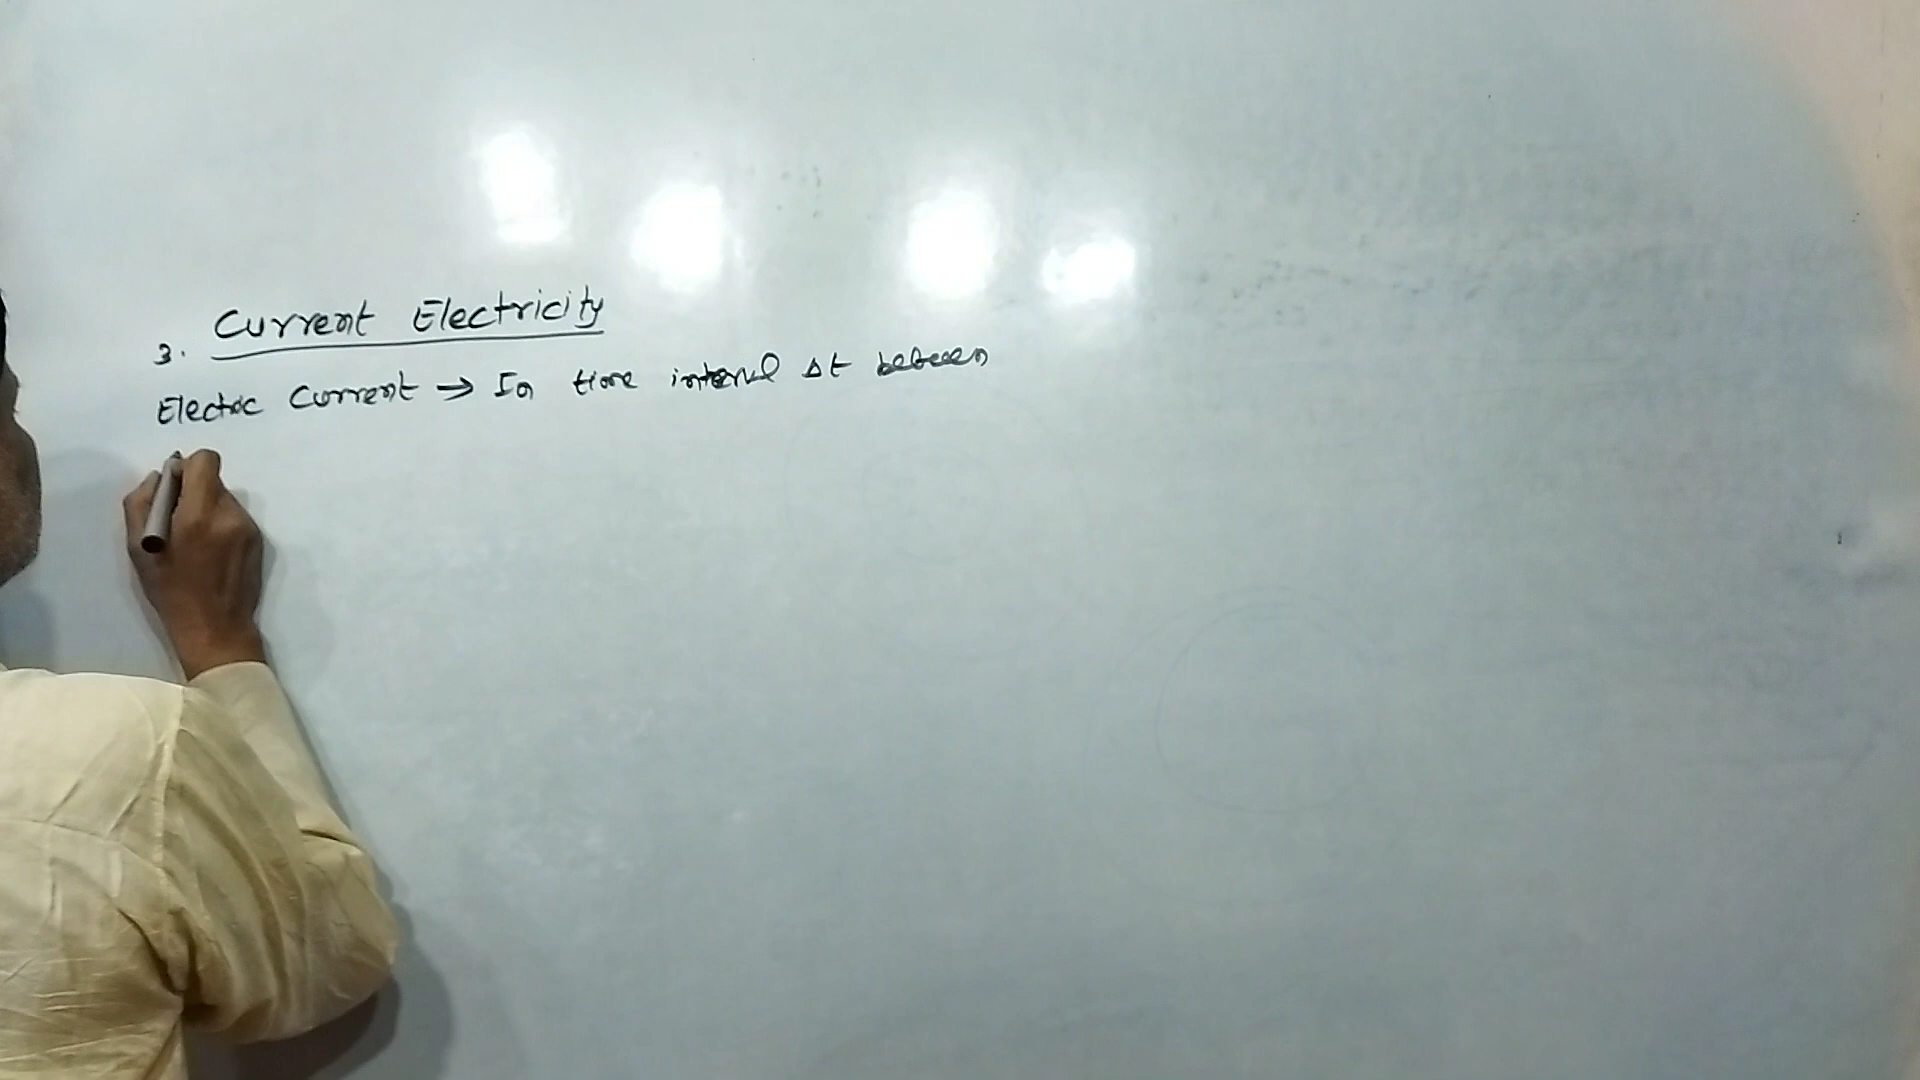 3. Current Electricity
Electric Current → In time interval Δt between